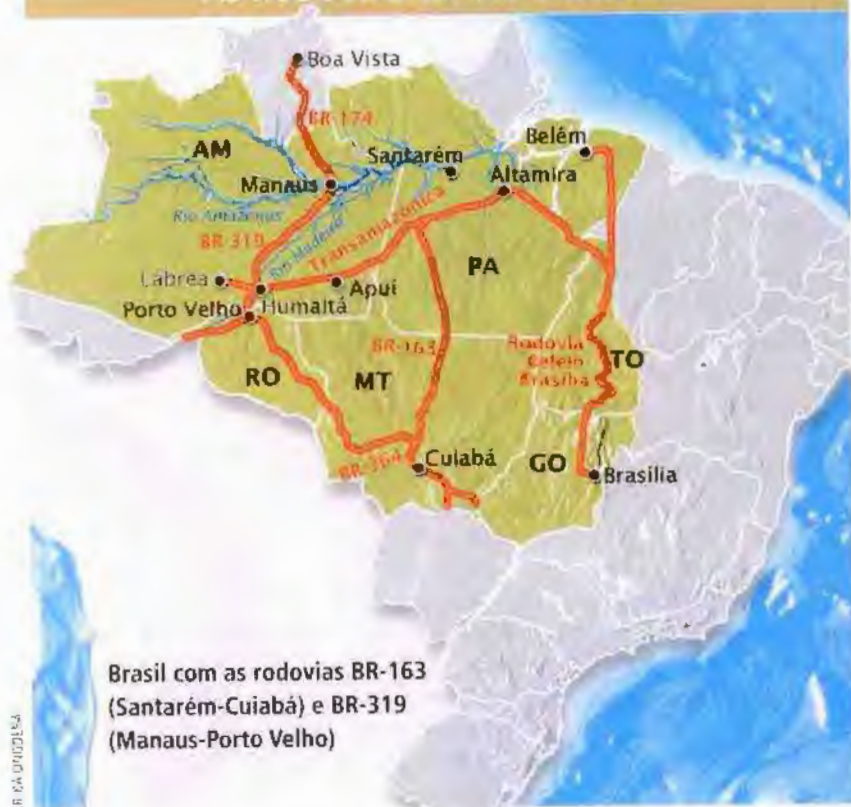 Boa Vista
BR-174
AM
Belém
Santarém
Manaus
Altamira
Rio Amazonas
Rio Madeira
Transamazônica
BR-319
PA
Lábrea
Apuí
Porto Velho
Humaitá
BR-163
Rodovia
Belém
Brasília
TO
RO
MT
BR-364
Cuiabá
GO
Brasília
Brasil com as rodovias BR-163
(Santarém-Cuiabá) e BR-319
(Manaus-Porto Velho)